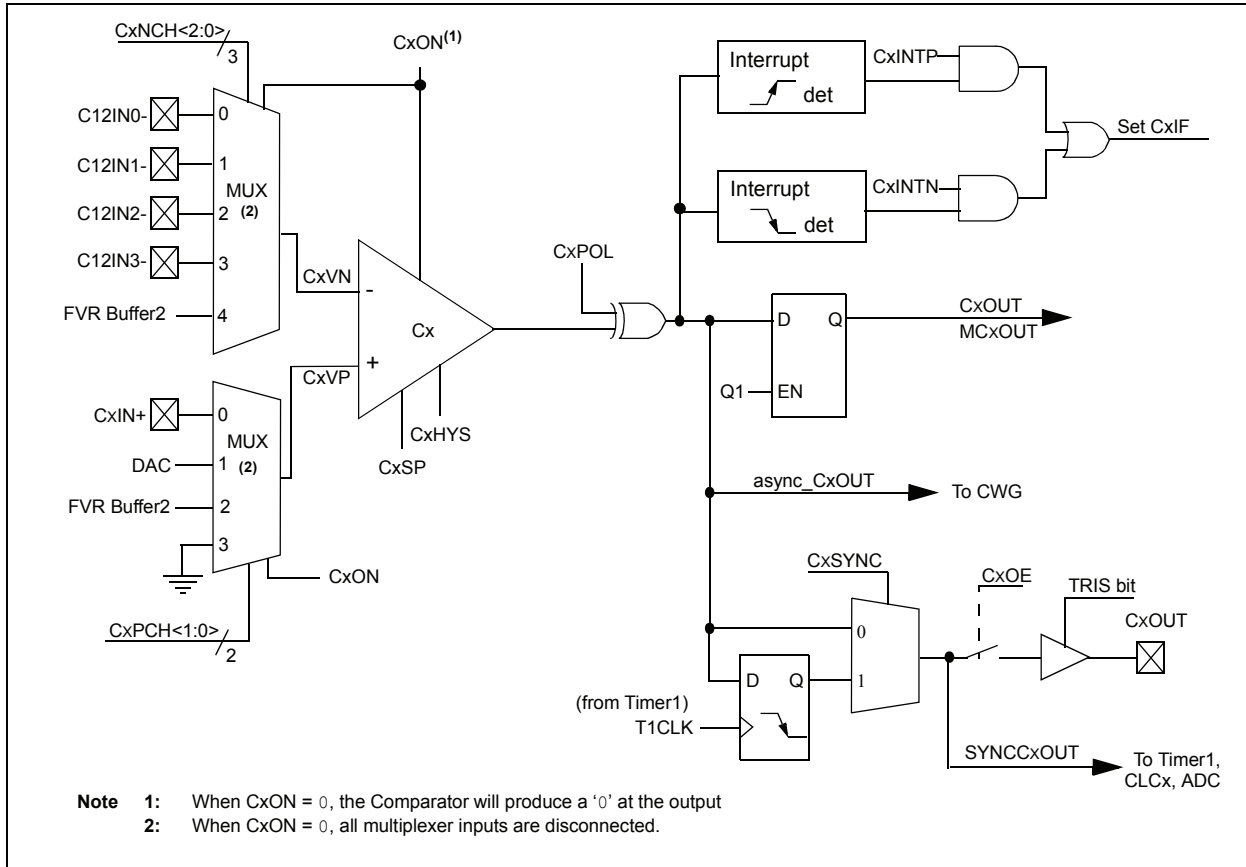 CxNCH<2:0>
3
CxON(1)
C12IN0-
0
C12IN1-
1
MUX
(2)
C12IN2-
2
C12IN3-
3
FVR Buffer2
4
CxVN
-
Cx
+
CxVP
CxIN+
0
MUX
(2)
DAC
1
FVR Buffer2
2
3
CxON
CxPCH<1:0>
2
CxHYS
CxSP
CxPOL
Interrupt
det
CxINTP
Interrupt
det
CxINTN
Set CxIF
D
Q
CxOUT
MCxOUT
Q1
EN
async_CxOUT
To CWG
CxSYNC
0
1
D
Q
(from Timer1)
T1CLK
CxOE
TRIS bit
CxOUT
SYNCCxOUT
To Timer1,
CLCx, ADC
Note 1: When CxON = 0, the Comparator will produce a ‘0’ at the output
2: When CxON = 0, all multiplexer inputs are disconnected.